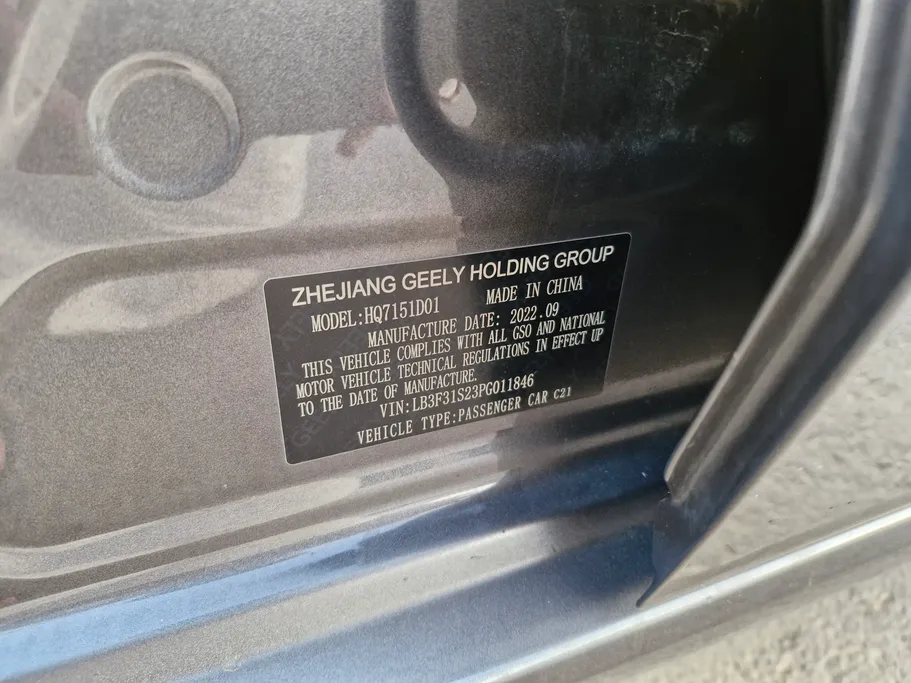 ZHEJIANG GEELY HOLDING GROUP
MODEL:HQ7151D01 MADE IN CHINA
MANUFACTURE DATE: 2022.09
THIS VEHICLE COMPLIES WITH ALL GSO AND NATIONAL
MOTOR VEHICLE TECHNICAL REGULATIONS IN EFFECT UP
TO THE DATE OF MANUFACTURE.
VIN:LB3F31S23PG011846
VEHICLE TYPE:PASSENGER CAR C21